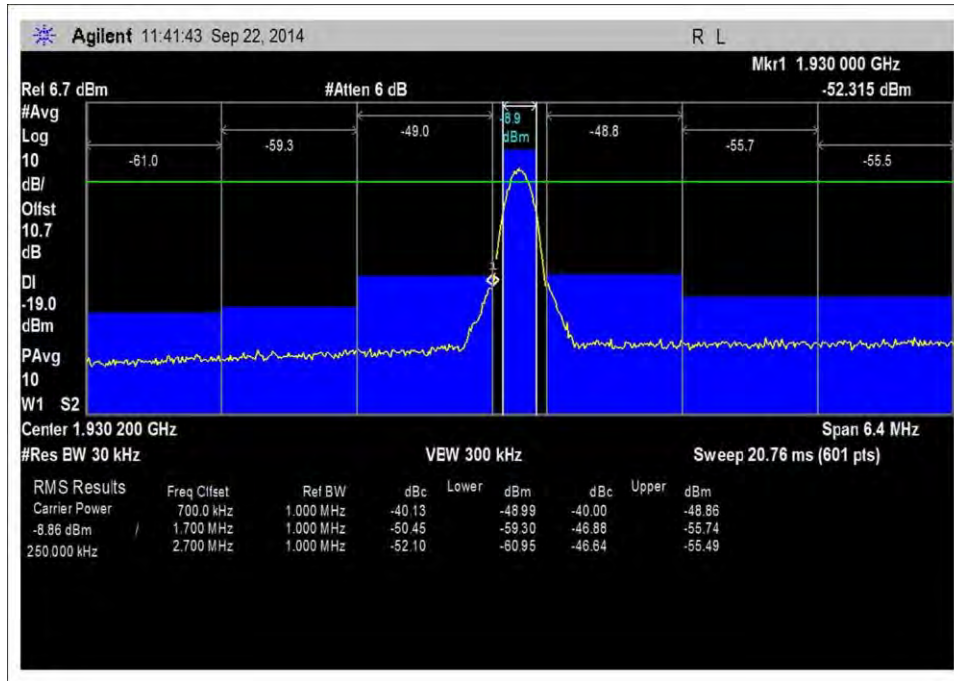 Agilent 11:41:43 Sep 22, 2014 R L
Mkr1 1.930 000 GHz
Rel 6.7 dBm #Atten 6 dB -52.315 dBm
#Avg
Log
10
dB/
Offst
10.7
dB
DI
-19.0
dBm
PAvg
10
W1 S2
-61.0
-59.3
-49.0
-8.9
dBm
-48.8
-55.7
-55.5
1
Center 1.930 200 GHz Span 6.4 MHz
#Res BW 30 kHz VEW 300 kHz Sweep 20.76 ms (601 pts)
RMS Results Freq Clfset Ref BW dBc Lower dBm dBc Upper dBm
Carrier Power 700.0 kHz 1.000 MHz -40.13 -48.99 -40.00 -48.86
-8.86 dBm / 1.700 MHz 1.000 MHz -50.45 -59.30 -46.88 -55.74
250.000 kHz 2.700 MHz 1.000 MHz -52.10 -60.95 -46.64 -55.49